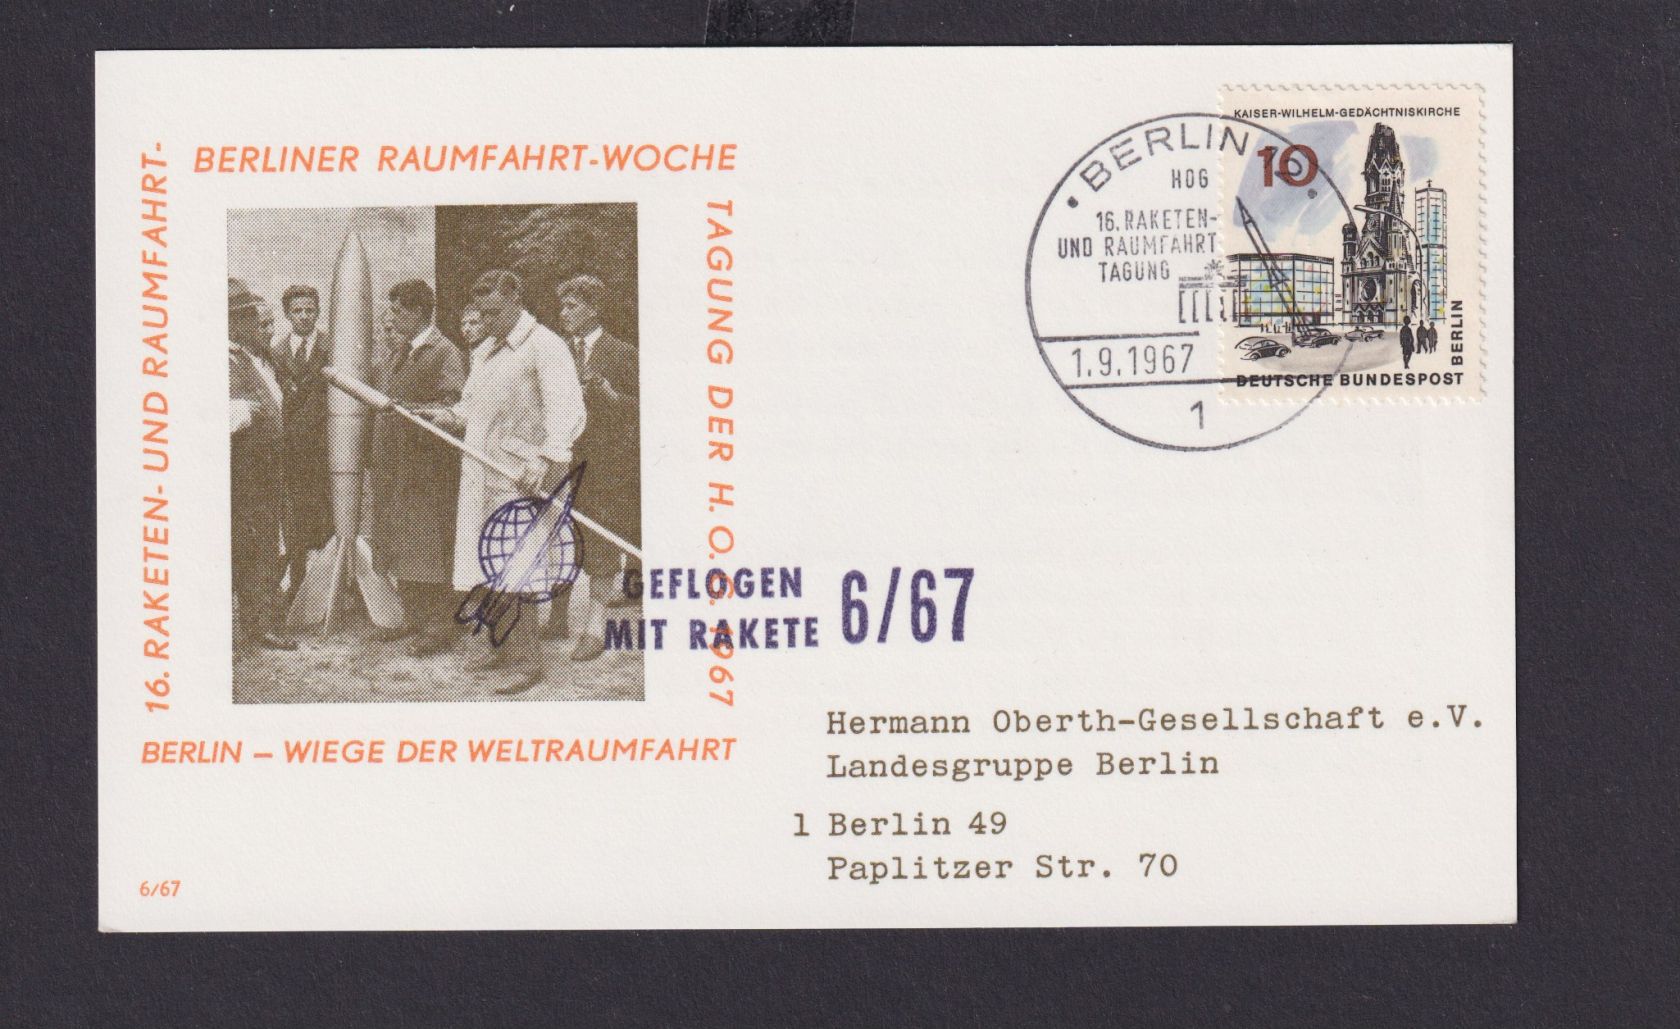 BERLINER RAUMFAHRT-WOCHE
16. RAKETEN- UND RAUMFAHRT-
TAGUNG DER H. O. G. 1967
BERLIN – WIEGE DER WELTRAUMFAHRT
6/67
GEFLOGEN
MIT RAKETE 6/67
BERLIN
HOG
16. RAKETEN-
UND RAUMFAHRT
TAGUNG
1.9.1967
1
KAISER-WILHELM-GEDÄCHTNISKIRCHE
10
BERLIN
DEUTSCHE BUNDESPOST
Hermann Oberth-Gesellschaft e.V.
Landesgruppe Berlin
1 Berlin 49
Paplitzer Str. 70